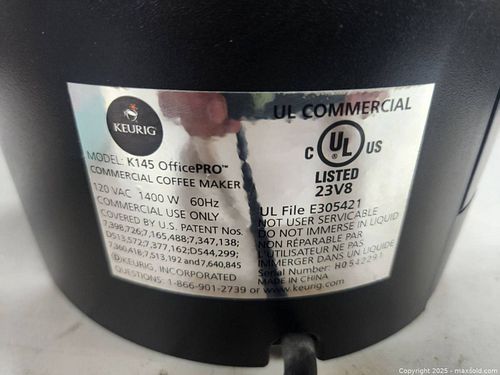 KEURIG
MODEL: K145 OfficePRO™
COMMERCIAL COFFEE MAKER
120 VAC 1400 W 60Hz
COMMERCIAL USE ONLY
COVERED BY U.S. PATENT Nos.
7,398,726;7,165,488;7,347,138;
D513,572;7,377,162;D544,299;
7,360,418;7,513,192 and7,640,845
KEURIG, INCORPORATED
QUESTIONS: 1-866-901-2739 or www.keurig.com
UL COMMERCIAL
C UL US
LISTED
23V8
UL File E305421
NOT USER SERVICABLE
DO NOT IMMERSE IN LIQUID
NON RÉPARABLE PAR
L'UTILISATEUR NE PAS
IMMERGER DANS UN LIQUIDE
Serial Number: H0542291
MADE IN CHINA
Copyright 2025 - maxsold.com